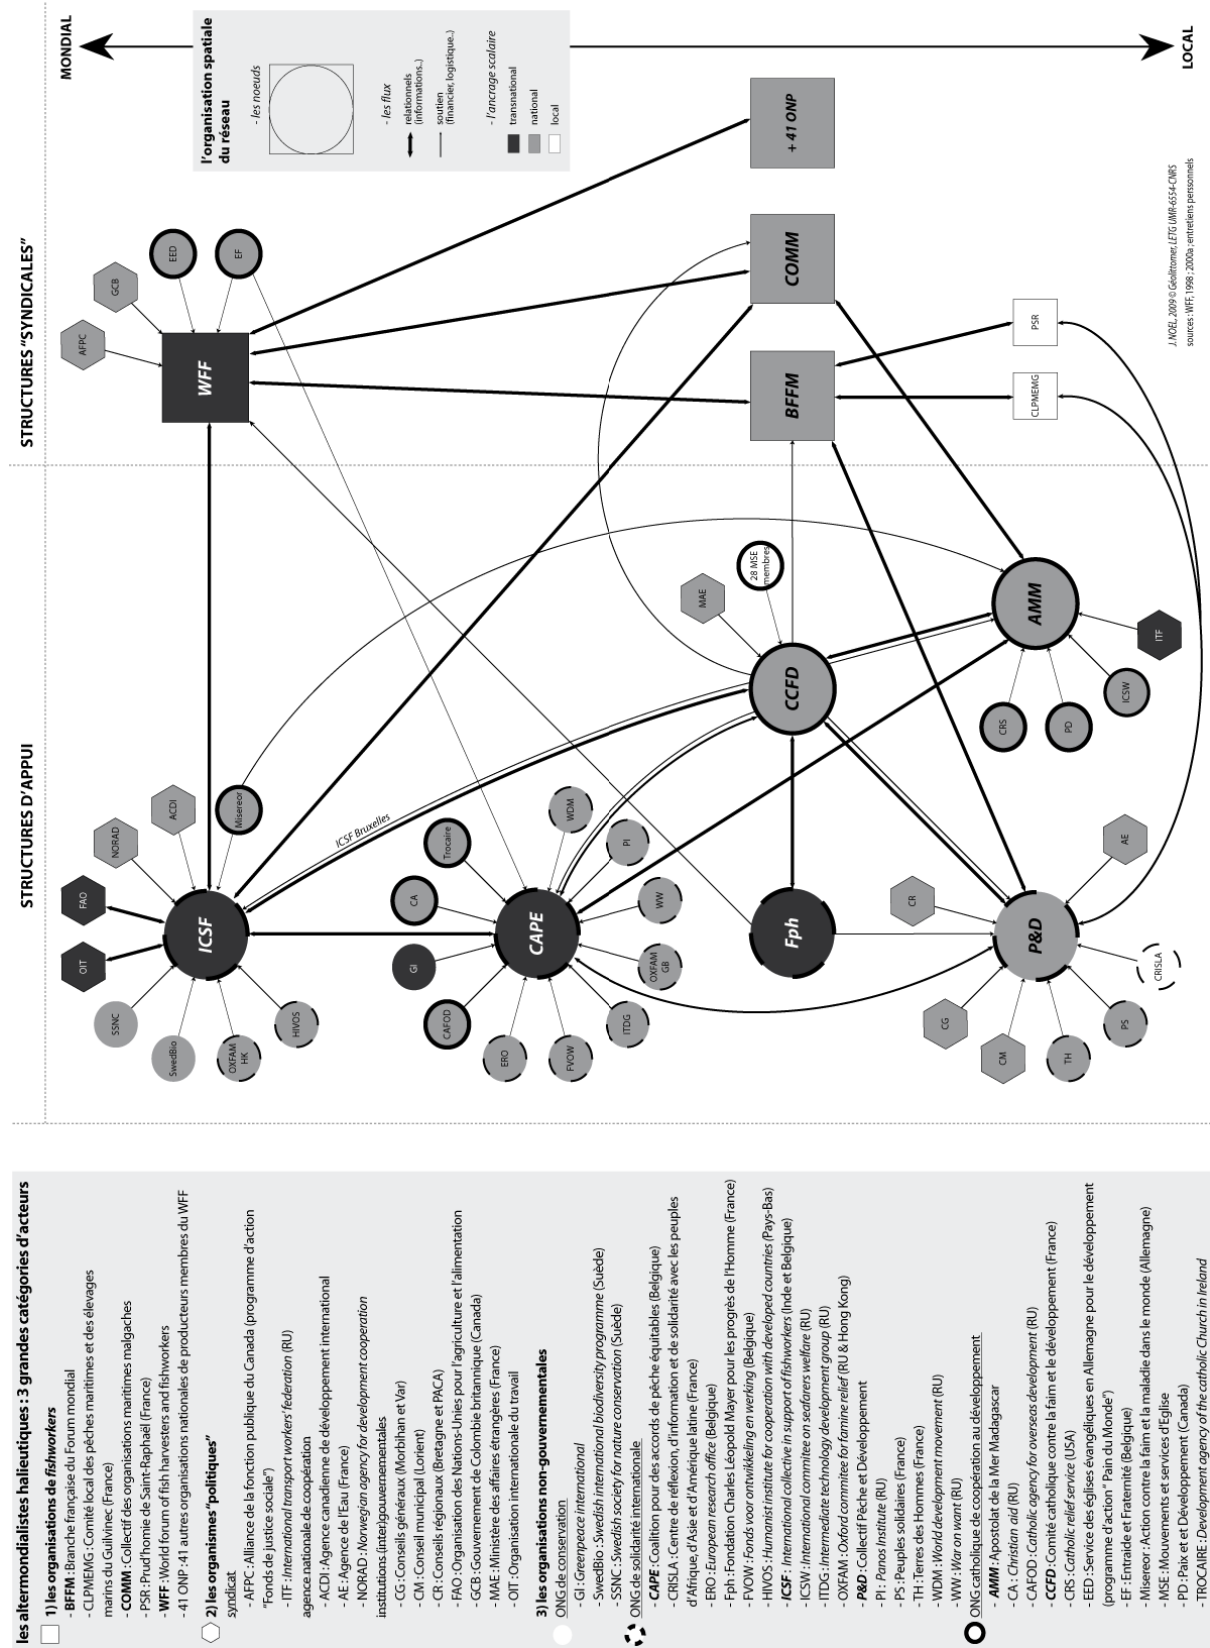 les altermondialistes halieutiques : 3 grandes catégories d'acteurs
1) les organisations de fishworkers
- BFFM : Branche française du Forum mondial
- CLPMEMG : Comité local des pêches maritimes et des élevages
marins du Guilvinec (France)
- COMM : Collectif des organisations maritimes malgaches
- PSR : Prud'homie de Saint-Raphaël (France)
- WFF : World forum of fish harvesters and fishworkers
- 41 ONP : 41 autres organisations nationales de producteurs membres du WFF
2) les organismes "politiques"
syndicat
- AFPC : Alliance de la fonction publique du Canada (programme d'action
"Fonds de justice sociale")
- ITF : International transport workers' federation (RU)
agence nationale de coopération
- ACDI : Agence canadienne de développement international
- AE : Agence de l'Eau (France)
- NORAD : Norwegian agency for development cooperation
institutions (inter)gouvernementales
- CG : Conseils généraux (Morbihan et Var)
- CM : Conseil municipal (Lorient)
- CR : Conseils régionaux (Bretagne et PACA)
- FAO : Organisation des Nations-Unies pour l'agriculture et l'alimentation
- GCB : Gouvernement de Colombie britannique (Canada)
- MAE : Ministère des affaires étrangères (France)
- OIT : Organisation internationale du travail
3) les organisations non-gouvernementales
ONG de conservation
- GI : Greenpeace international
- SwedBio : Swedish international biodiversity programme (Suède)
- SSNC : Swedish society for nature conservation (Suède)
ONG de solidarité internationale
- CAPE : Coalition pour des accords de pêche équitables (Belgique)
- CRISLA : Centre de réflexion, d'information et de solidarité avec les peuples
d'Afrique, d'Asie et d'Amérique latine (France)
- ERO : European research office (Belgique)
- Fph : Fondation Charles Léopold Mayer pour les progrès de l'Homme (France)
- FVOW : Fonds voor ontwikkeling en werking (Belgique)
- HIVOS : Humanist institute for cooperation with developed countries (Pays-Bas)
- ICSF : International collective in support of fishworkers (Inde et Belgique)
- ICSW : International committee on seafarers welfare (RU)
- ITDG : Intermediate technology development group (RU)
- OXFAM : Oxford committee for famine relief (RU & Hong Kong)
- P&D : Collectif Pêche et Développement
- PI : Panos Institute (RU)
- PS : Peuples solidaires (France)
- TH : Terres des Hommes (France)
- WDM : World development movement (RU)
- WW : War on want (RU)
ONG catholique de coopération au développement
- AMM : Apostolat de la Mer Madagascar
- CA : Christian aid (RU)
- CAFOD : Catholic agency for overseas development (RU)
- CCFD : Comité catholique contre la faim et le développement (France)
- CRS : Catholic relief service (USA)
- EED : Service des églises évangéliques en Allemagne pour le développement
(programme d'action " Pain du Monde")
- EF : Entraide et Fraternité (Belgique)
- Misereor : Action contre la faim et la maladie dans le monde (Allemagne)
- MSE : Mouvements et services d'Eglise
- PD : Paix et Développement (Canada)
- TROCAIRE : Development agency of the catholic Church in Ireland
STRUCTURES D'APPUI
STRUCTURES "SYNDICALES"
OIT
FAO
NORAD
ACDI
Misereor
SSNC
SwedBio
OXFAM
HK
HIVOS
ICSF
ICSF Bruxelles
GI
CA
Trocaire
CAFOD
ERO
FVOW
ITDG
OXFAM
GB
WW
PI
WDM
CAPE
Fph
CCFD
MAE
28 MSE
membres
CG
CR
CM
TH
PS
CRISLA
AE
P&D
CRS
PD
ICSW
ITF
AMM
AFPC
GCB
EED
EF
WFF
BFFM
COMM
+ 41 ONP
CLPMEMG
PSR
MONDIAL
LOCAL
l'organisation spatiale
du réseau
- les noeuds
- les flux
relationnels
(informations..)
soutien
(financier, logistique..)
- l'ancrage scalaire
transnational
national
local
J. NOEL, 2009 © Géolittomer, LETG UMR-6554-CNRS
sources : WFF, 1998 ; 2000a ; entretiens perssonnels